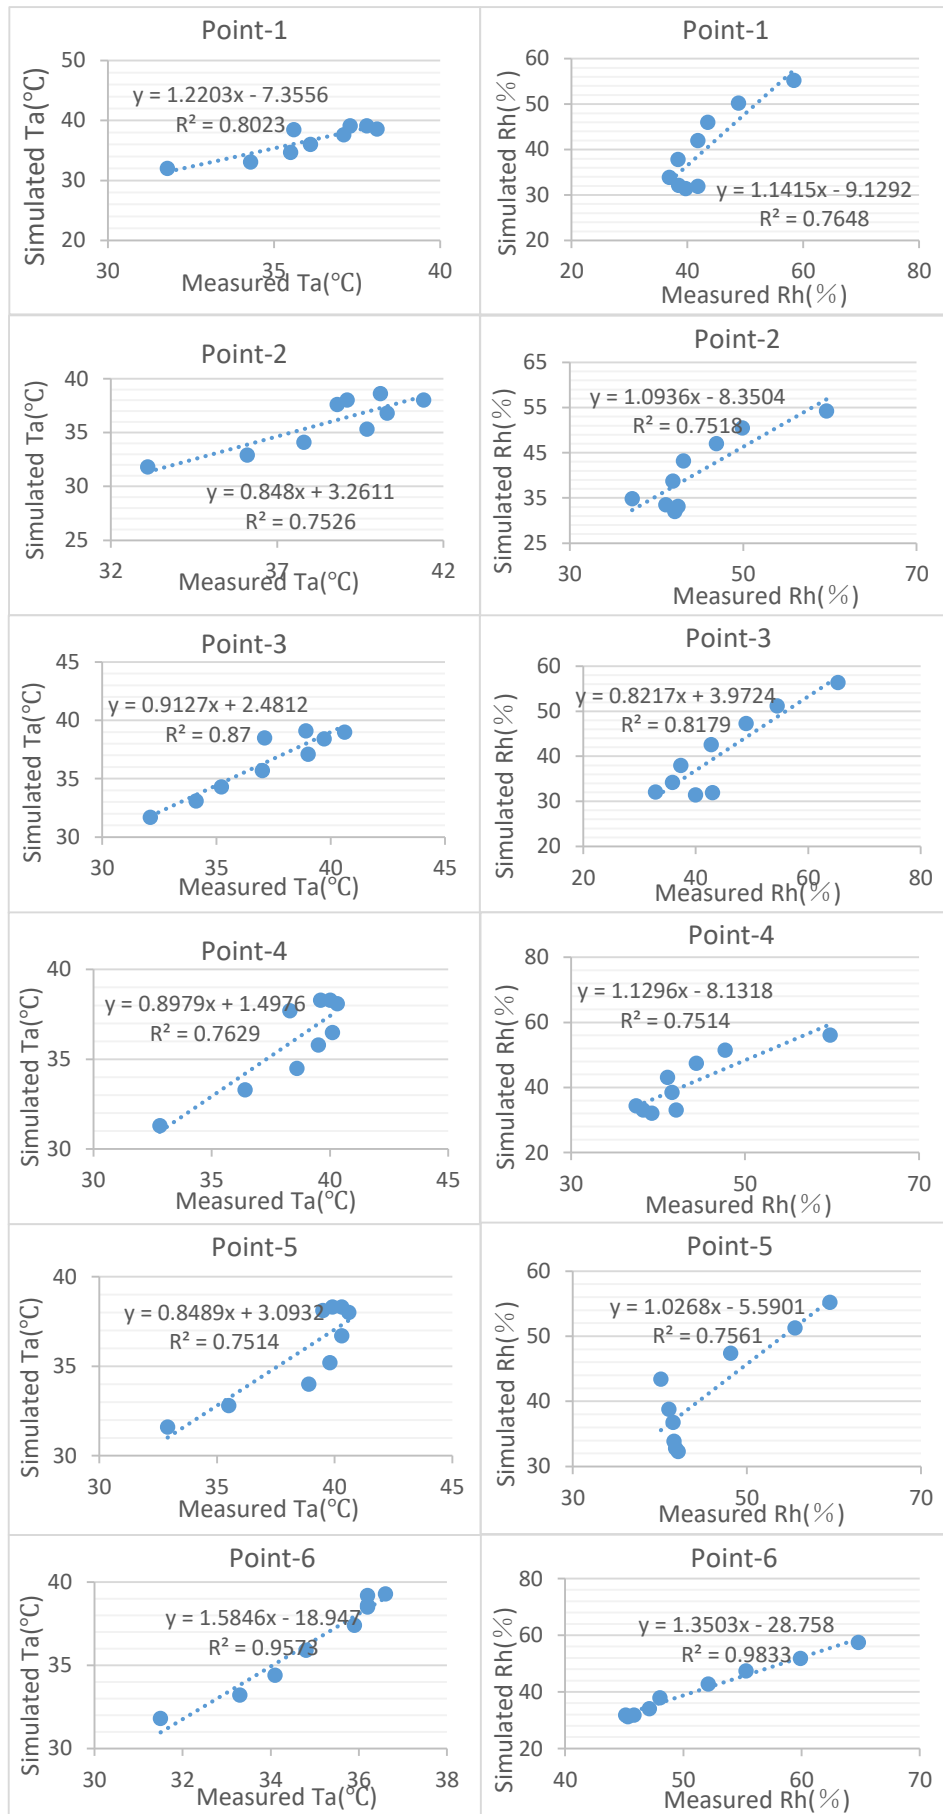 Point-1
Simulated Ta(℃)
50
40
30
20
y = 1.2203x - 7.3556
R² = 0.8023
30
35
40
Measured Ta(℃)
Point-1
Simulated Rh(%)
60
50
40
30
20
y = 1.1415x - 9.1292
R² = 0.7648
20
40
60
80
Measured Rh(%)
Point-2
Simulated Ta(℃)
40
35
30
25
y = 0.848x + 3.2611
R² = 0.7526
32
37
42
Measured Ta(℃)
Point-2
Simulated Rh(%)
65
55
45
35
25
y = 1.0936x - 8.3504
R² = 0.7518
30
50
70
Measured Rh(%)
Point-3
Simulated Ta(℃)
45
40
35
30
y = 0.9127x + 2.4812
R² = 0.87
30
35
40
45
Measured Ta(℃)
Point-3
Simulated Rh(%)
60
50
40
30
20
y = 0.8217x + 3.9724
R² = 0.8179
20
40
60
80
Measured Rh(%)
Point-4
Simulated Ta(℃)
40
35
30
y = 0.8979x + 1.4976
R² = 0.7629
30
35
40
45
Measured Ta(℃)
Point-4
Simulated Rh(%)
80
60
40
20
y = 1.1296x - 8.1318
R² = 0.7514
30
50
70
Measured Rh(%)
Point-5
Simulated Ta(℃)
40
35
30
y = 0.8489x + 3.0932
R² = 0.7514
30
35
40
45
Measured Ta(℃)
Point-5
Simulated Rh(%)
60
50
40
30
y = 1.0268x - 5.5901
R² = 0.7561
30
50
70
Measured Rh(%)
Point-6
Simulated Ta(℃)
40
35
30
y = 1.5846x - 18.947
R² = 0.9573
30
32
34
36
38
Measured Ta(℃)
Point-6
Simulated Rh(%)
80
60
40
20
y = 1.3503x - 28.758
R² = 0.9833
40
50
60
70
Measured Rh(%)